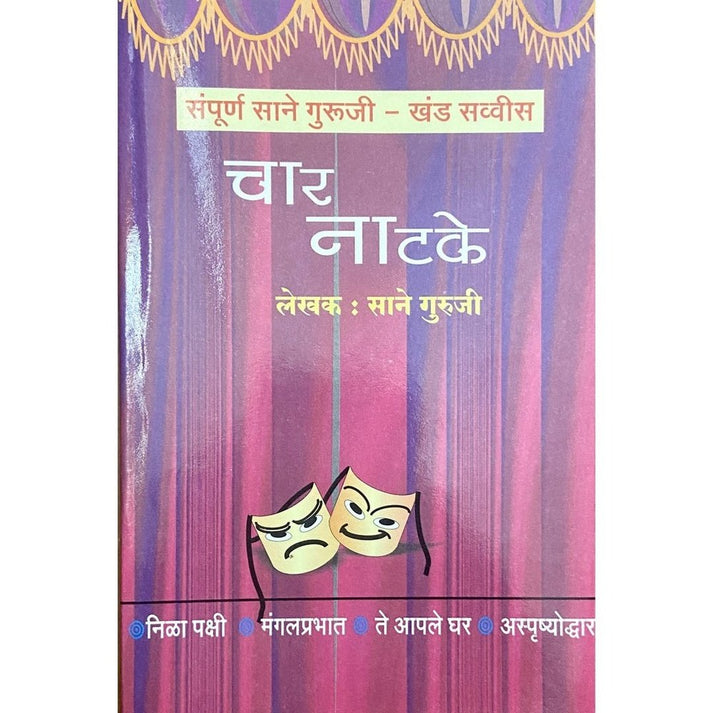 संपूर्ण साने गुरूजी – खंड सव्वीस
चार
नाटके
लेखक : साने गुरुजी
निळा पक्षी मंगलप्रभात ते आपले घर अस्पृष्योद्धार